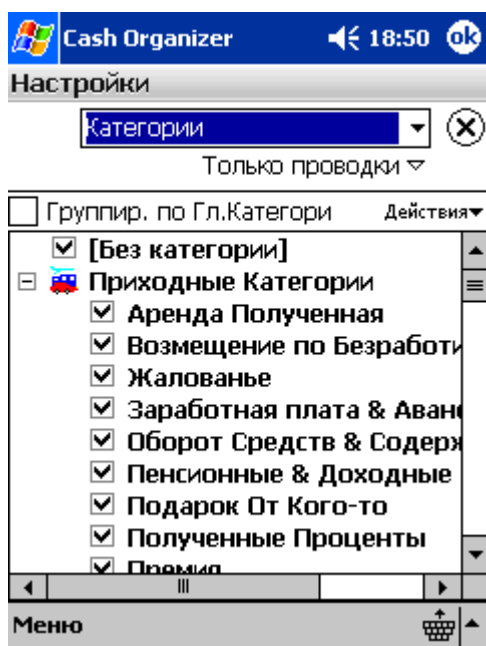 Cash Organizer 18:50 ok
Настройки
Категории
Только проводки
Группир. по Гл.Категори Действия
[Без категории]
Приходные Категории
Аренда Полученная
Возмещение по Безработи
Жалованье
Заработная плата & Аван
Оборот Средств & Содерж
Пенсионные & Доходные
Подарок От Кого-то
Полученные Проценты
Премия
Меню